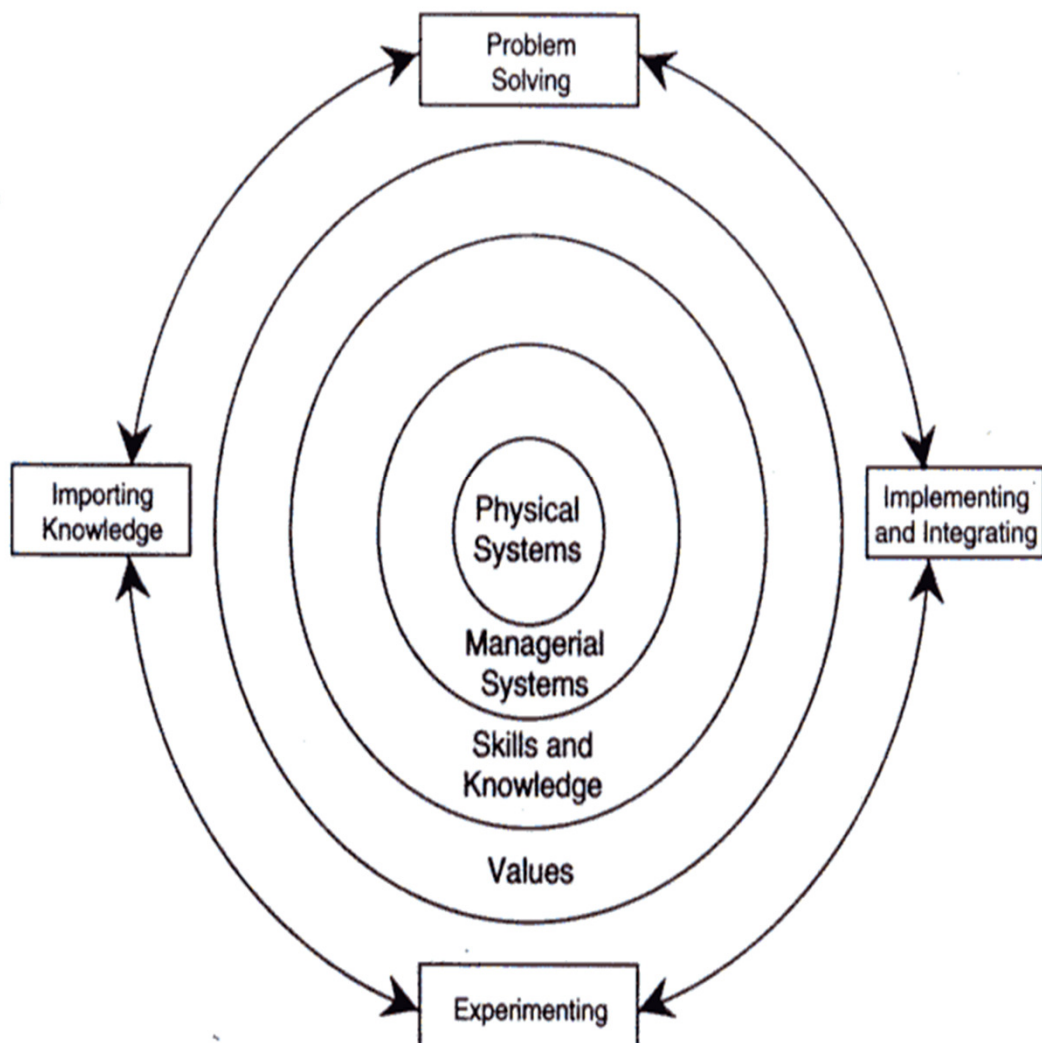 Problem
Solving
Importing
Knowledge
Physical
Systems
Implementing
and Integrating
Managerial
Systems
Skills and
Knowledge
Values
Experimenting